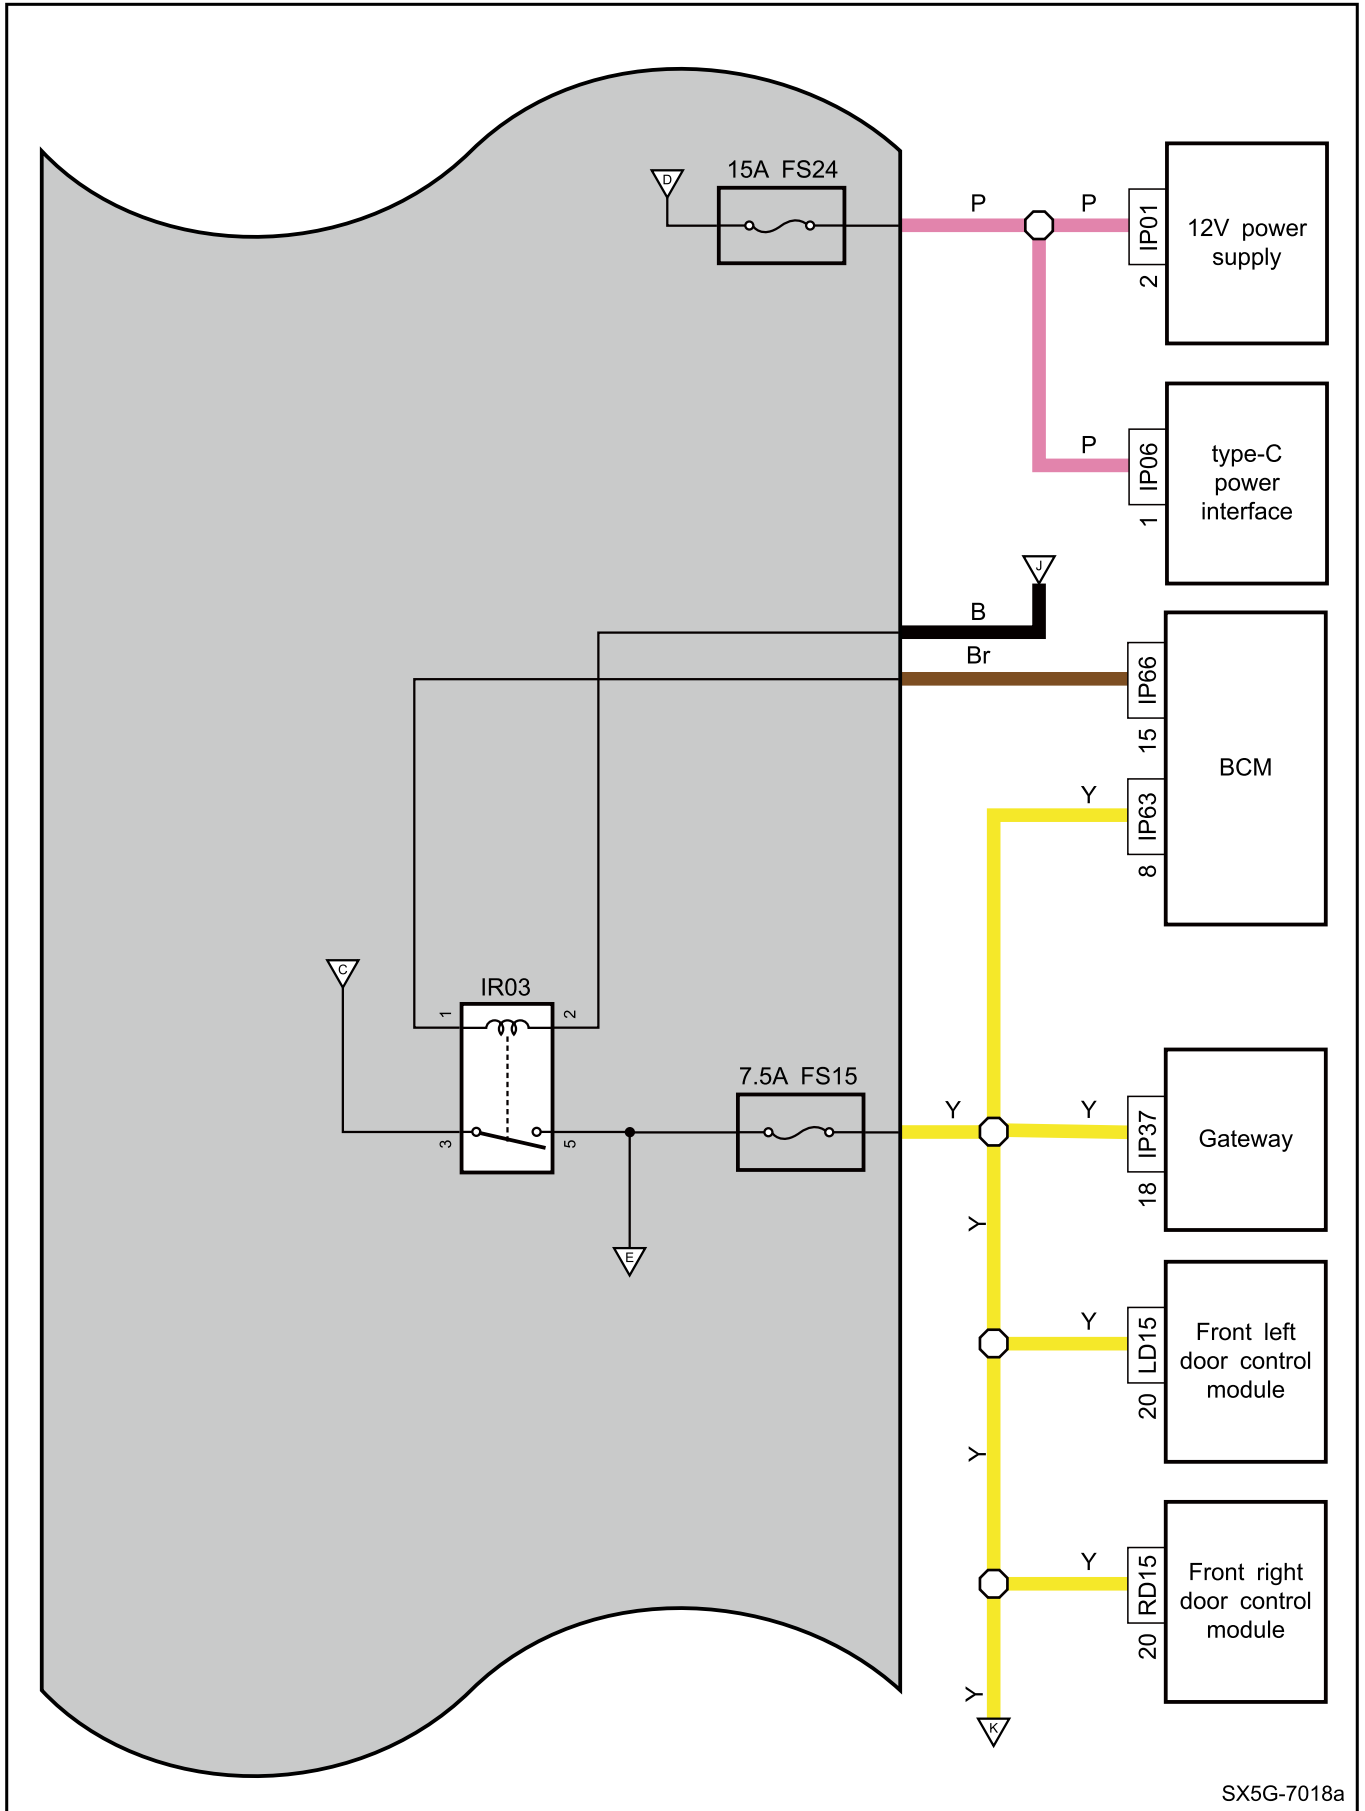 15A FS24
D
P
P
IP01
2
12V power
supply
P
IP06
1
type-C
power
interface
J
B
Br
IP66
15
BCM
Y
IP63
8
C
IR03
1
2
3
5
7.5A FS15
E
Y
Y
IP37
18
Gateway
Y
Y
LD15
20
Front left
door control
module
Y
Y
RD15
20
Front right
door control
module
Y
K
SX5G-7018a